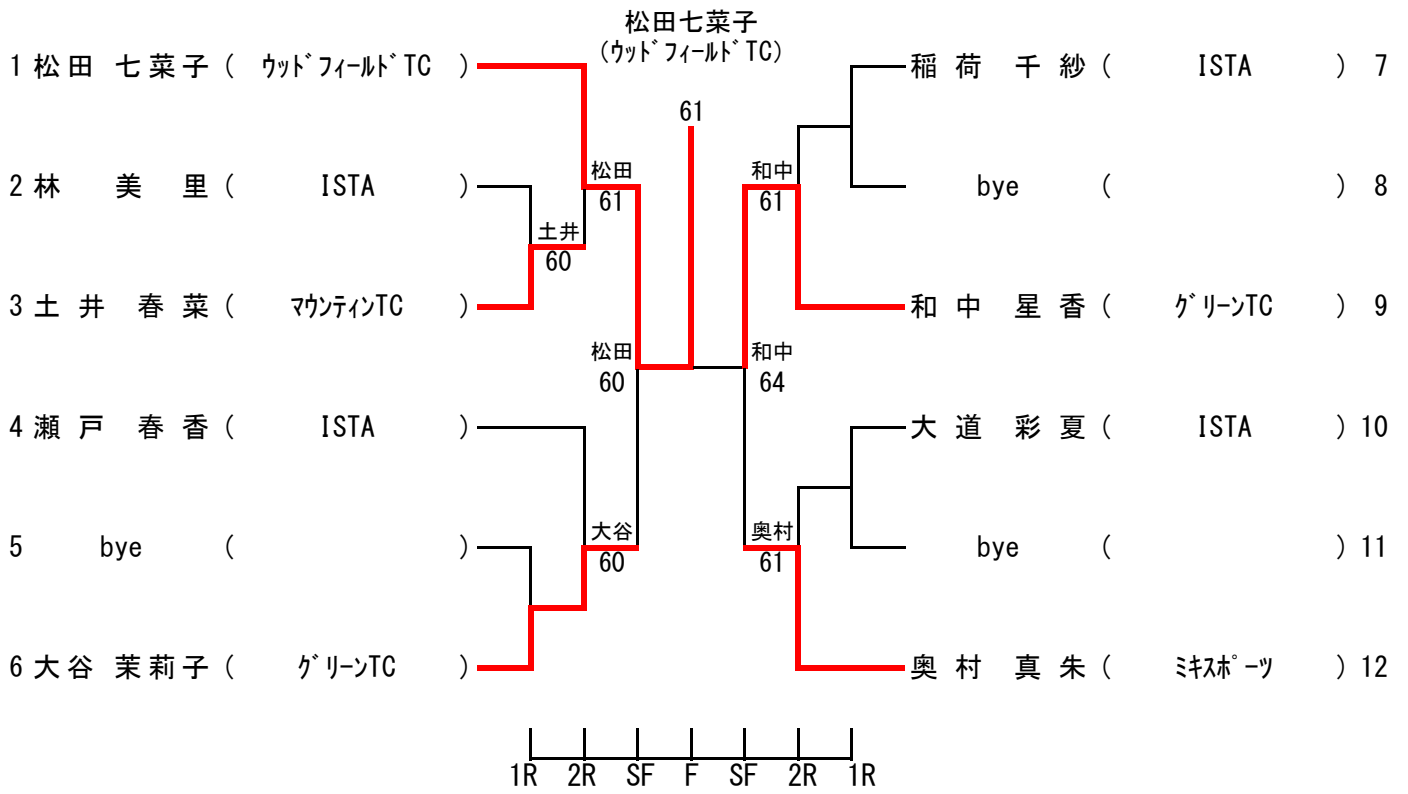 松田七菜子
(ウッドフィールドTC)
61
1 松田 七菜子 ( ウッドフィールドTC )
2 林 美 里 ( ISTA )
3 土 井 春 菜 ( マウンティンTC )
4 瀬 戸 春 香 ( ISTA )
5 bye ( )
6 大谷 茉莉子 ( グリーンTC )
土井
60
松田
61
大谷
60
松田
60
和中
61
和中
64
奥村
61
稲 荷 千 紗 ( ISTA ) 7
bye ( ) 8
和 中 星 香 ( グリーンTC ) 9
大 道 彩 夏 ( ISTA ) 10
bye ( ) 11
奥 村 真 朱 ( ミキスポーツ ) 12
1R 2R SF F SF 2R 1R